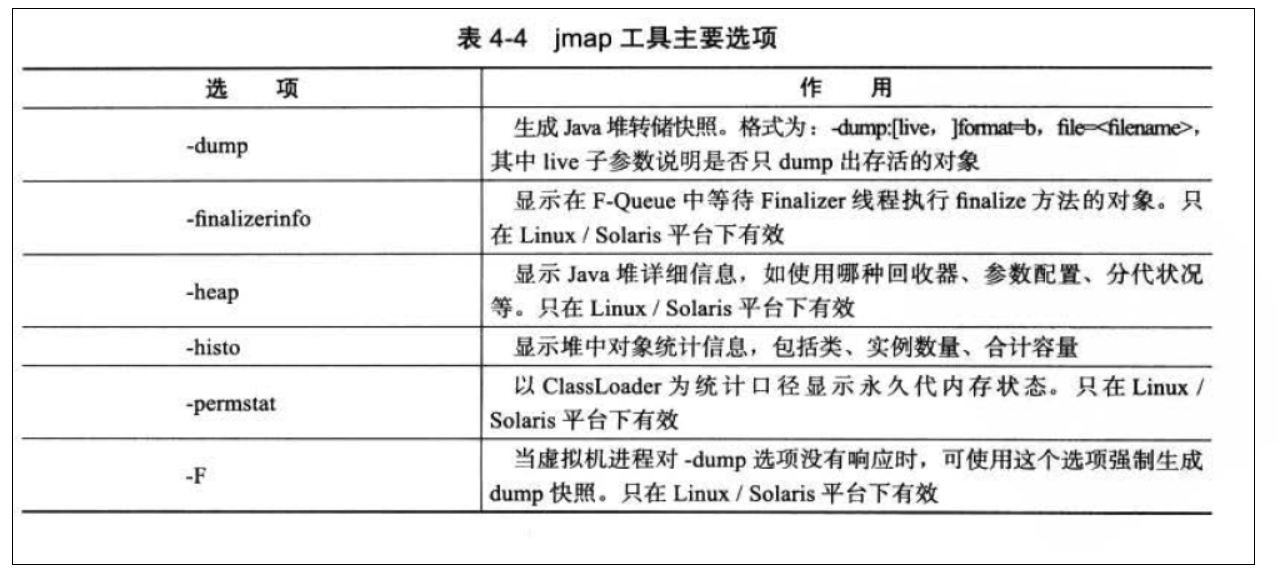 表 4-4 jmap 工具主要选项
选 项 作 用
-dump
生成 Java 堆转储快照。格式为：-dump:[live, ]format=b, file=<filename>,
其中 live 子参数说明是否只 dump 出存活的对象
-finalizerinfo
显示在 F-Queue 中等待 Finalizer 线程执行 finalize 方法的对象。只
在 Linux / Solaris 平台下有效
-heap
显示 Java 堆详细信息，如使用哪种回收器、参数配置、分代状况
等。只在 Linux / Solaris 平台下有效
-histo
显示堆中对象统计信息，包括类、实例数量、合计容量
-permstat
以 ClassLoader 为统计口径显示永久代内存状态。只在 Linux /
Solaris 平台下有效
-F
当虚拟机进程对 -dump 选项没有响应时，可使用这个选项强制生成
dump 快照。只在 Linux / Solaris 平台下有效